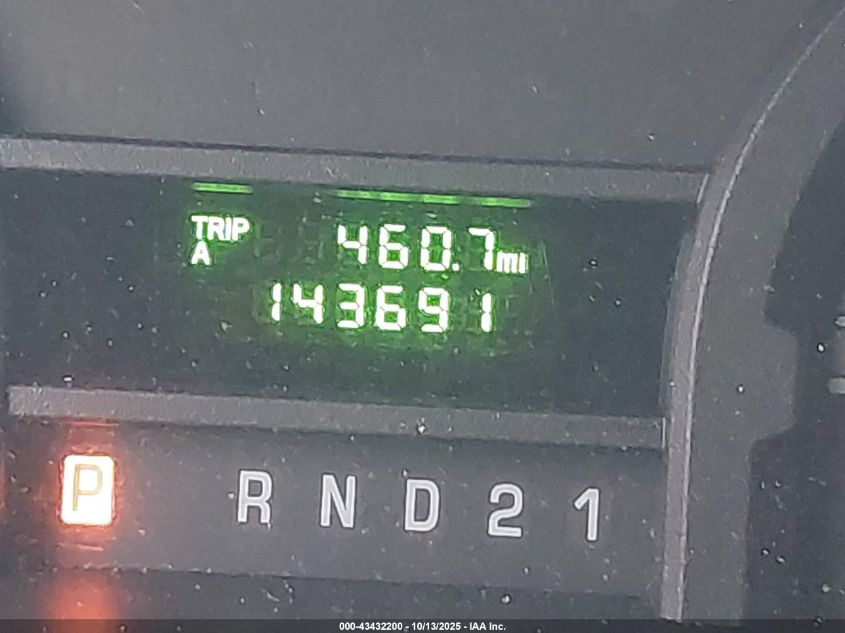 TRIP 460.7mi
A
143691
P R N D 2 1
000-43432200 - 10/13/2025 - IAA Inc.